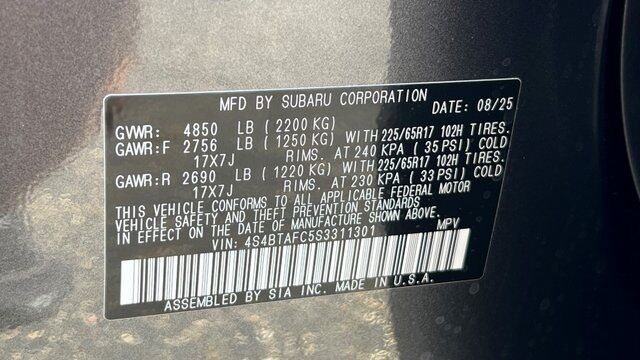 MFD BY SUBARU CORPORATION DATE: 08/25
GVWR: 4850 LB (2200 KG)
GAWR:F 2756 LB (1250 KG) WITH 225/65R17 102H TIRES.
17X7J RIMS. AT 240 KPA (35 PSI) COLD
GAWR:R 2690 LB (1220 KG) WITH 225/65R17 102H TIRES.
17X7J RIMS. AT 230 KPA (33 PSI) COLD
THIS VEHICLE CONFORMS TO ALL APPLICABLE FEDERAL MOTOR
VEHICLE SAFETY AND THEFT PREVENTION STANDARDS
IN EFFECT ON THE DATE OF MANUFACTURE SHOWN ABOVE.
VIN: 4S4BTAFC5S3311301 MPV
ASSEMBLED BY SIA INC. MADE IN U.S.A.